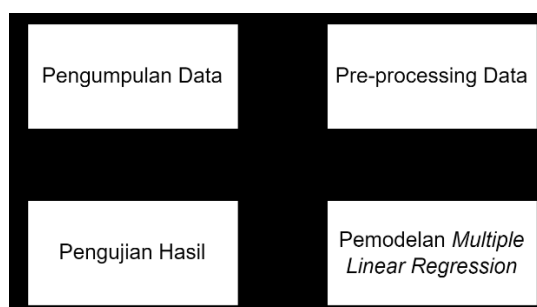 Pengumpulan Data
Pre-processing Data
Pengujian Hasil
Pemodelan Multiple
Linear Regression